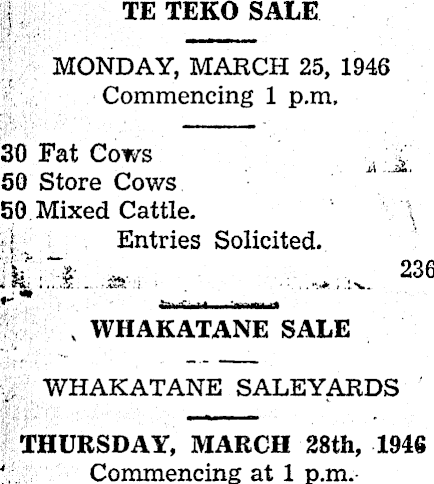 TE TEKO SALE
MONDAY, MARCH 25, 1946
Commencing 1 p.m.
30 Fat Cows
50 Store Cows
50 Mixed Cattle.
Entries Solicited.
236
WHAKATANE SALE
WHAKATANE SALEYARDS
THURSDAY, MARCH 28th, 1946
Commencing at 1 p.m.